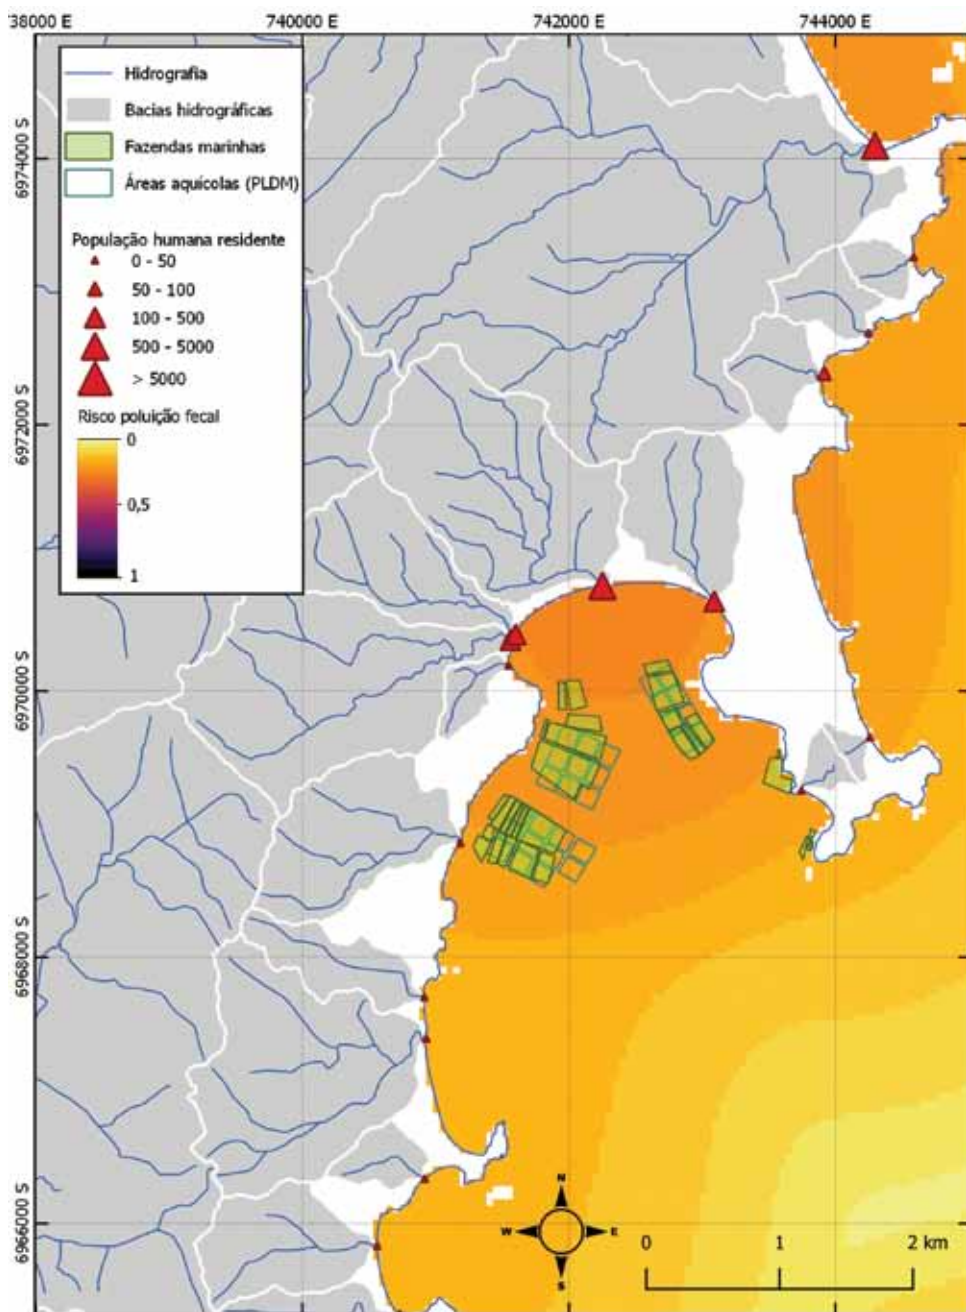 38000 E
740000 E
742000 E
744000 E
6974000 S
6972000 S
6970000 S
6968000 S
6966000 S
Hidrografia
Bacias hidrográficas
Fazendas marinhas
Áreas aquícolas (PLDM)
População humana residente
0 - 50
50 - 100
100 - 500
500 - 5000
> 5000
Risco poluição fecal
0
0,5
1
N
W
E
S
0
1
2 km